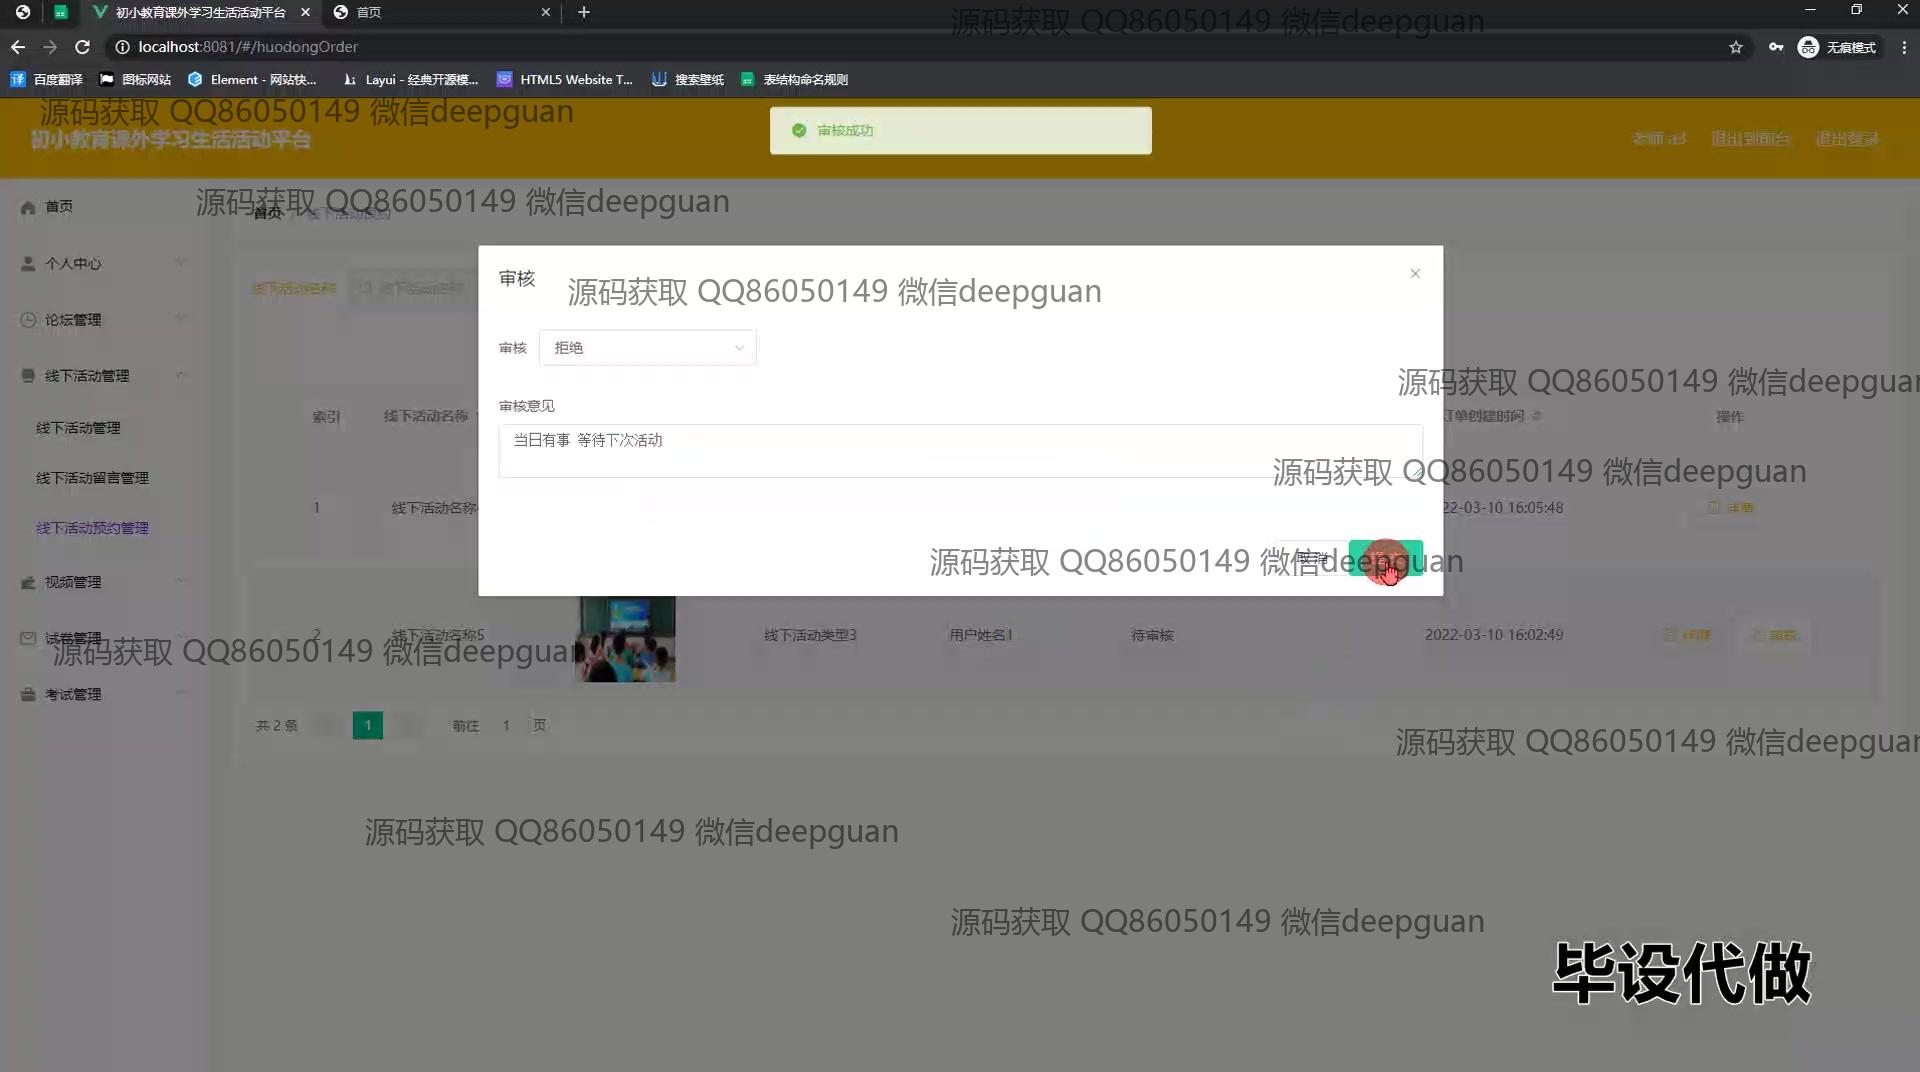 初小教育课外学习生活活动平台
首页
源码获取 QQ86050149 微信deepguan
localhost:8081/#/huodongOrder
无痕模式
百度翻译
图标网站
Element - 网站快...
Layui - 经典开源模...
HTML5 Website T...
搜索壁纸
表结构命名规则
源码获取 QQ86050149 微信deepguan
审核成功
初小教育课外学习生活活动平台
退出到前台
退出登录
首页
源码获取 QQ86050149 微信deepguan
首页
线下活动预约
个人中心
线下活动名称
线下活动名称
审核
源码获取 QQ86050149 微信deepguan
论坛管理
审核
拒绝
线下活动管理
源码获取 QQ86050149 微信deepguan
审核意见
索引
线下活动名称
订单创建时间
操作
线下活动管理
当日有事 等待下次活动
线下活动留言管理
源码获取 QQ86050149 微信deepguan
1
线下活动名称
22-03-10 16:05:48
详情
线下活动预约管理
取消
源码获取 QQ86050149 微信deepguan
视频管理
试卷管理
2
线下活动名称5
线下活动类型3
用户姓名1
待审核
2022-03-10 16:02:49
详情
审核
源码获取 QQ86050149 微信deepguan
考试管理
共 2 条
1
前往
1
页
源码获取 QQ86050149 微信deepguan
源码获取 QQ86050149 微信deepguan
源码获取 QQ86050149 微信deepguan
毕设代做